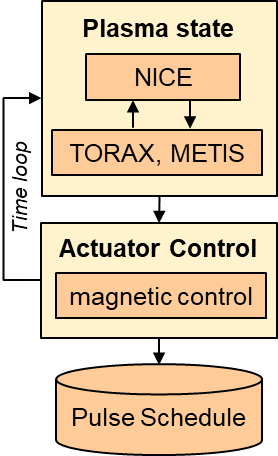 Plasma state
NICE
TORAX, METIS
Time loop
Actuator Control
magnetic control
Pulse Schedule